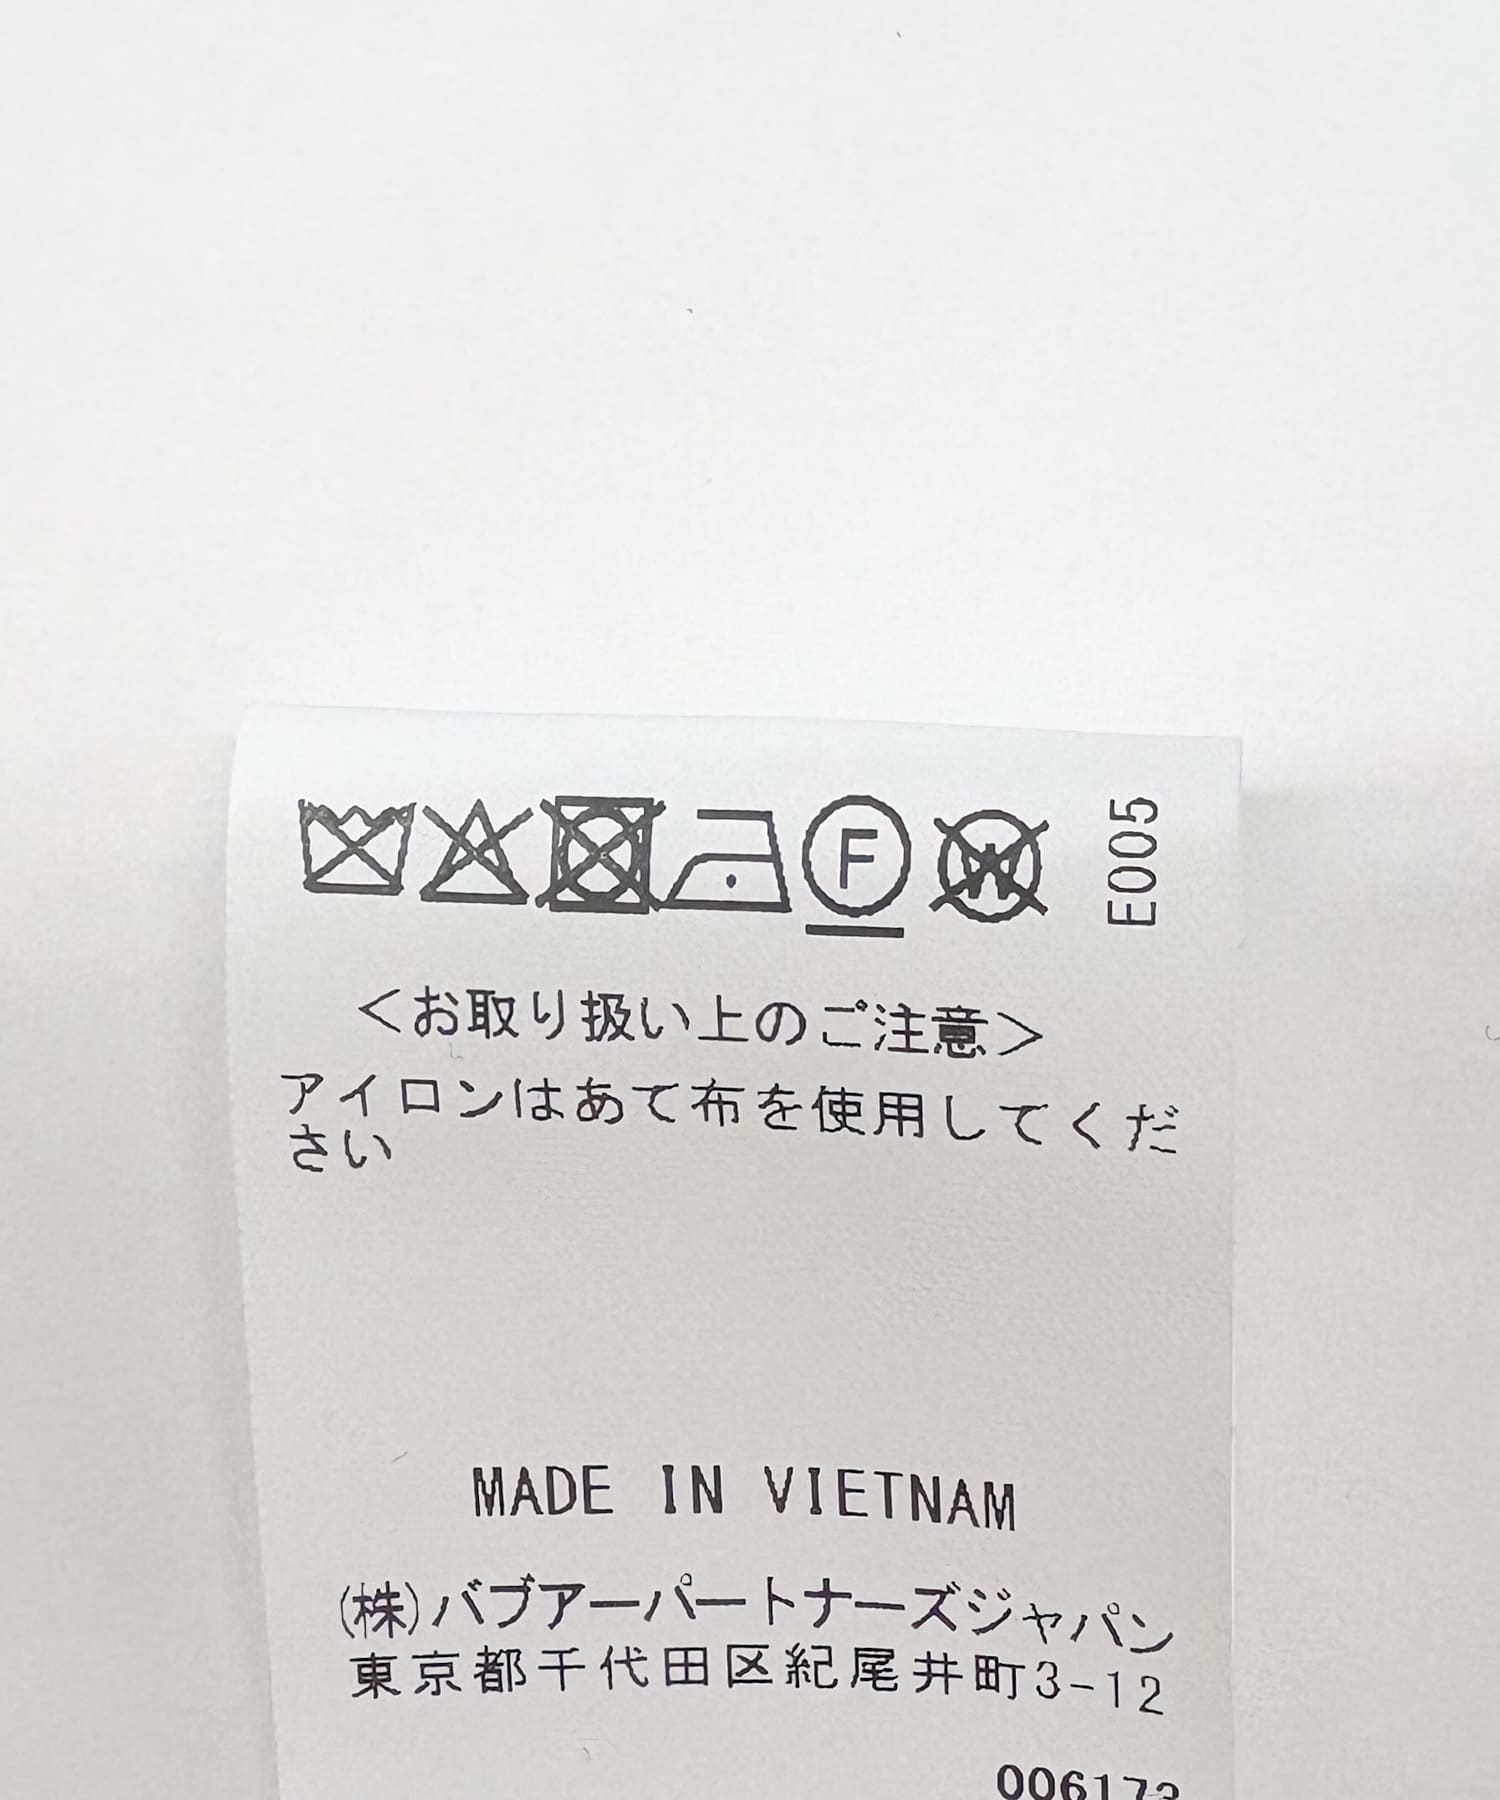 F
W
E005
<お取り扱い上のご注意>
アイロンはあて布を使用してくだ
さい
MADE IN VIETNAM
(株)バブアーパートナーズジャパン
東京都千代田区紀尾井町3-12